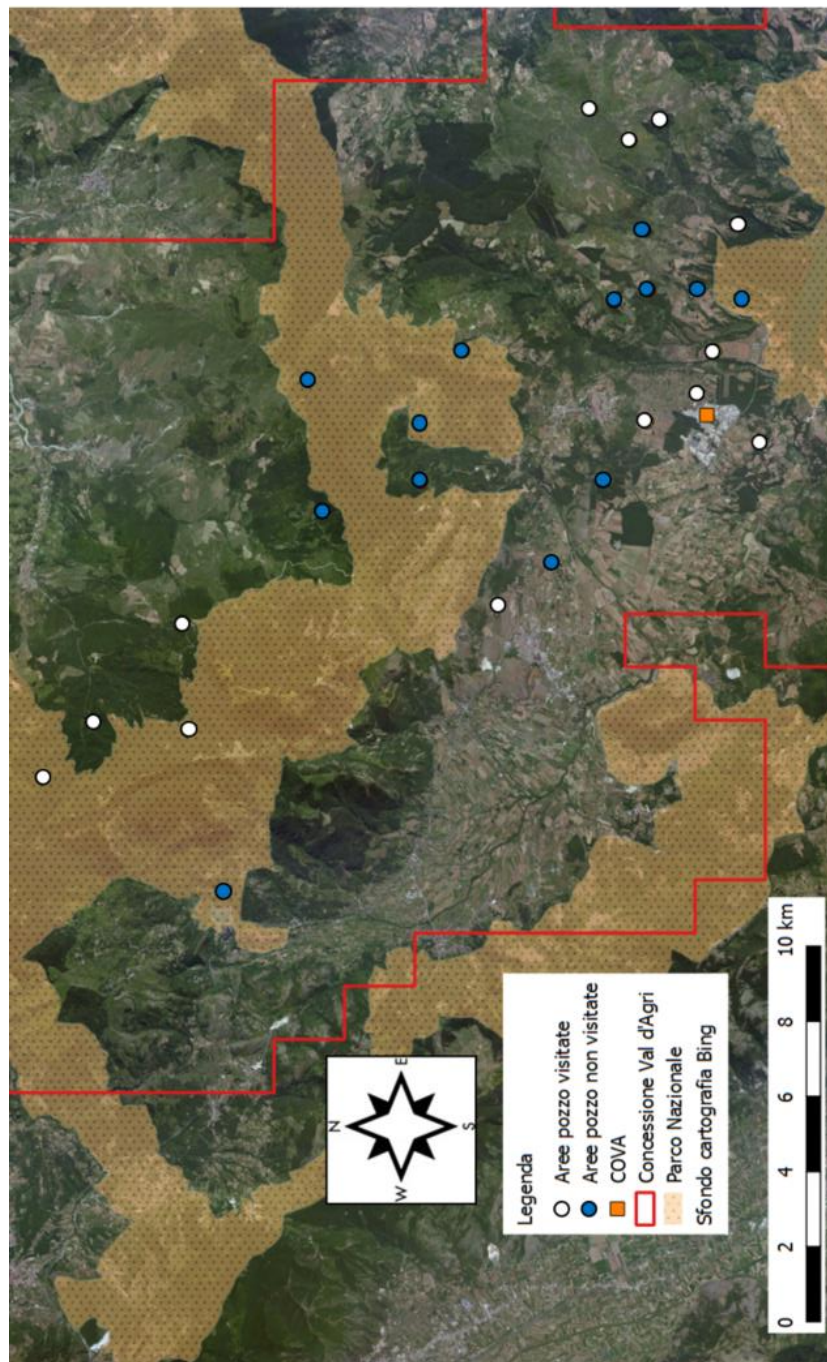 N
W
E
S
Legenda
Aree pozzo visitate
Aree pozzo non visitate
COVA
Concessione Val d'Agri
Parco Nazionale
Sfondo cartografia Bing
0 2 4 6 8 10 km